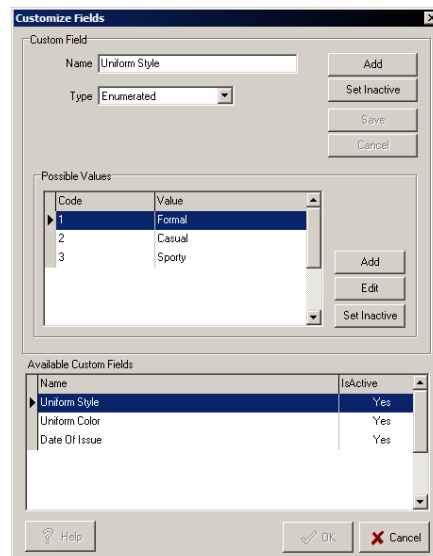 Customize Fields
Custom Field
Name Uniform Style Add
Type Enumerated Set Inactive
Save
Cancel
Possible Values
Code Value
1 Formal
2 Casual
3 Sporty Add
Edit
Set Inactive
Available Custom Fields
Name IsActive
Uniform Style Yes
Uniform Color Yes
Date Of Issue Yes
? Help OK Cancel